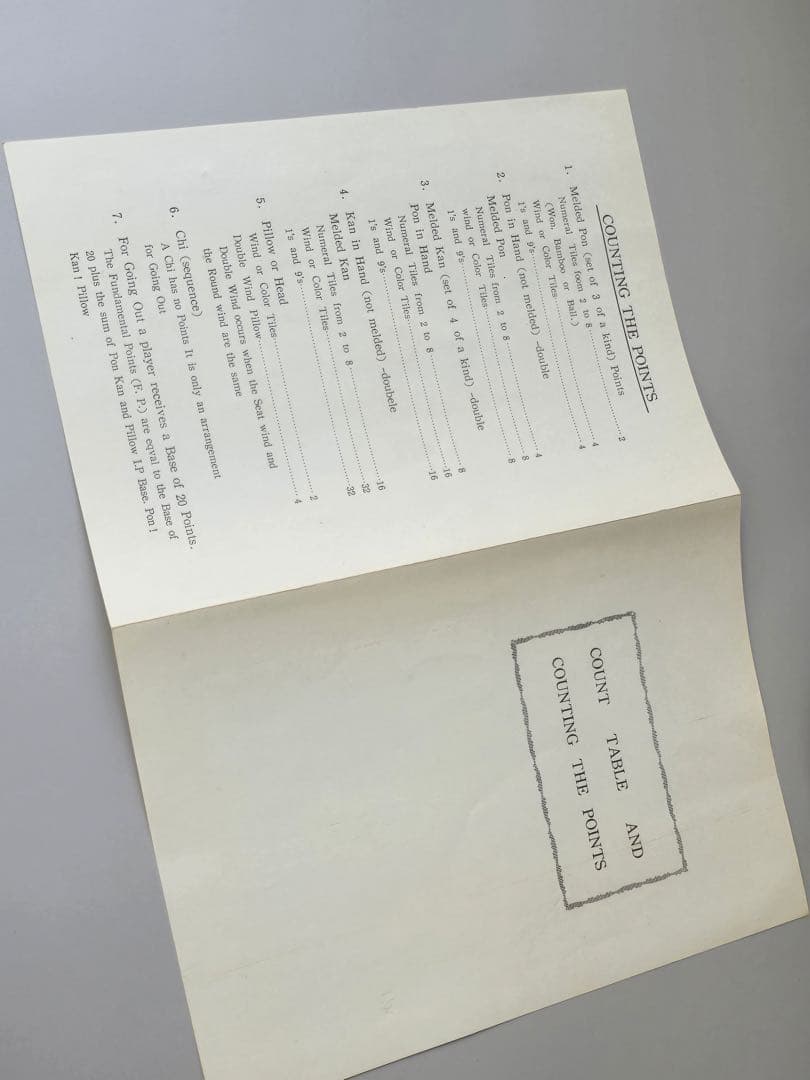 COUNTING THE POINTS
1. Melded Pon (set of 3 of a kind) Points
Numeral Tiles from 2 to 8 2
(Won, Bamboo or Ball.)
Wind or Color Tiles 4
1's and 9's 4
2. Pon in Hand (not melded) -double
Melded Pon .
Numeral Tiles from 2 to 8 4
wind or Color Tiles 8
1's and 9's 8
3. Melded Kan (set of 4 of a kind) -double
Pon in Hand
Numeral Tiles from 2 to 8 8
Wind or Color Tiles 16
1's and 9's 16
4. Kan in Hand (not melded) -doubele
Melded Kan
Numeral Tiles from 2 to 8 16
Wind or Color Tiles 32
1's and 9's 32
5. Pillow or Head
Wind or Color Tiles 2
Double Wind Pillow 4
Double Wind occurs when the Seat wind and
the Round wind are the same
6. Chi (sequence)
A Chi has no Points It is only an arrangement
for Going Out
7. For Going Out a player receives a Base of 20 Points.
The Fundamental Points (F. P.) are eqval to the Base of
20 plus the sum of Pon Kan and Pillow I.P Base. Pon!
Kan! Pillow
COUNT TABLE AND
COUNTING THE POINTS